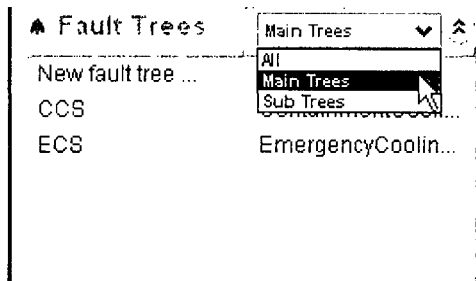 Fault Trees Main Trees
All
New fault tree ... Main Trees
Sub Trees
CCS
ECS EmergencyCoolin...